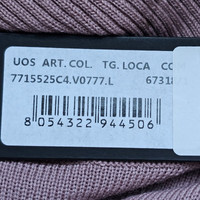 UOS ART.COL. TG.LOCA CO
7715525C4.V0777.L 67318
8 054322 944506